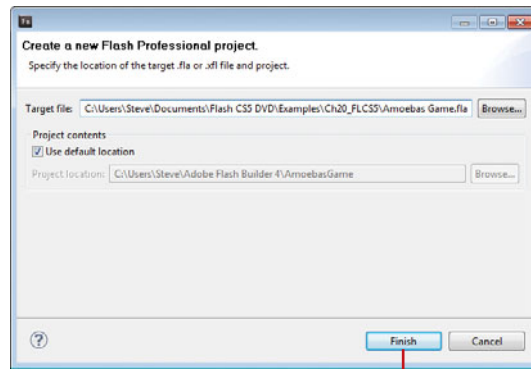 Fb
Create a new Flash Professional project.
Specify the location of the target .fla or .xfl file and project.
Target file: C:\Users\Steve\Documents\Flash CS5 DVD\Examples\Ch20_FLCS5\Amoebas Game.fla Browse...
Project contents
Use default location
Project location: C:\Users\Steve\Adobe Flash Builder 4\AmoebasGame Browse...
? Finish Cancel